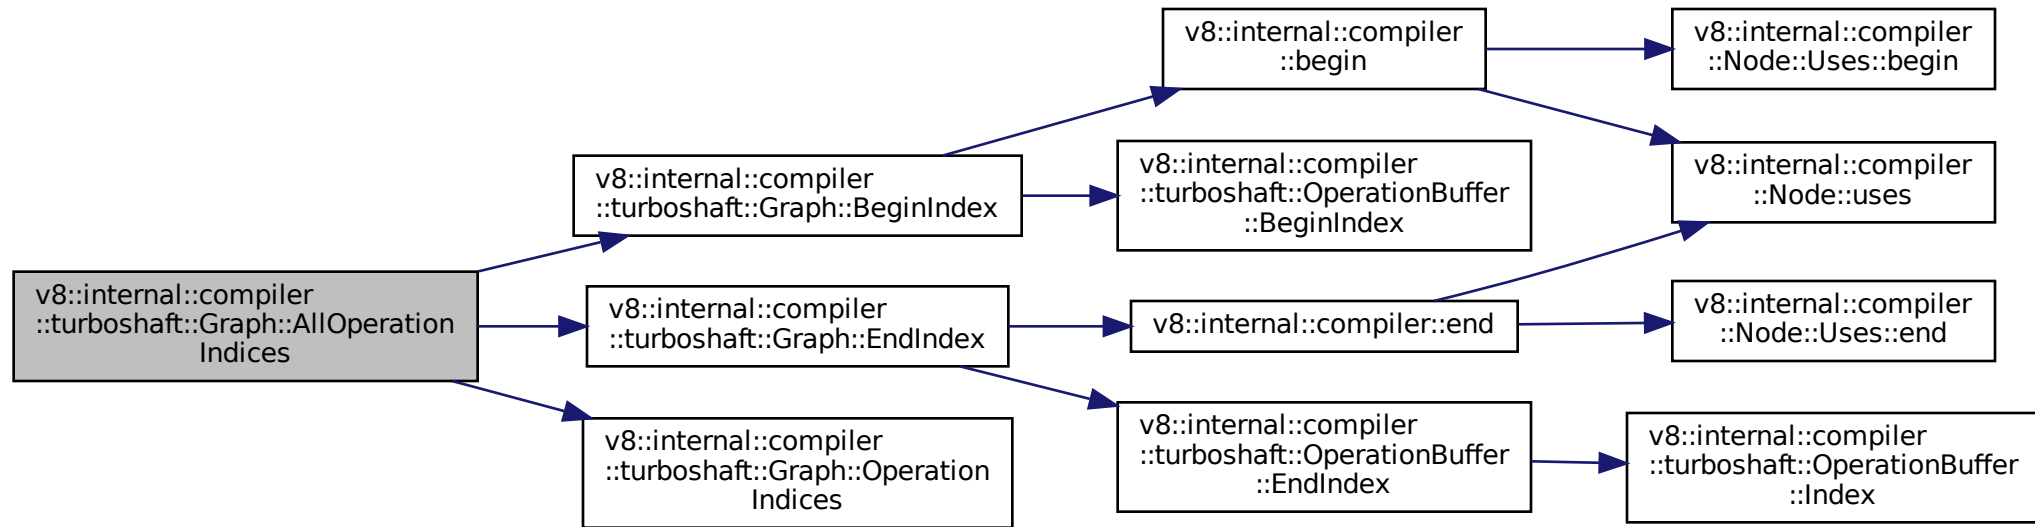 v8::internal::compiler
::turboshaft::Graph::AllOperation
Indices
v8::internal::compiler
::turboshaft::Graph::BeginIndex
v8::internal::compiler
::turboshaft::Graph::EndIndex
v8::internal::compiler
::turboshaft::Graph::Operation
Indices
v8::internal::compiler
::begin
v8::internal::compiler
::turboshaft::OperationBuffer
::BeginIndex
v8::internal::compiler::end
v8::internal::compiler
::turboshaft::OperationBuffer
::EndIndex
v8::internal::compiler
::Node::Uses::begin
v8::internal::compiler
::Node::uses
v8::internal::compiler
::Node::Uses::end
v8::internal::compiler
::turboshaft::OperationBuffer
::Index